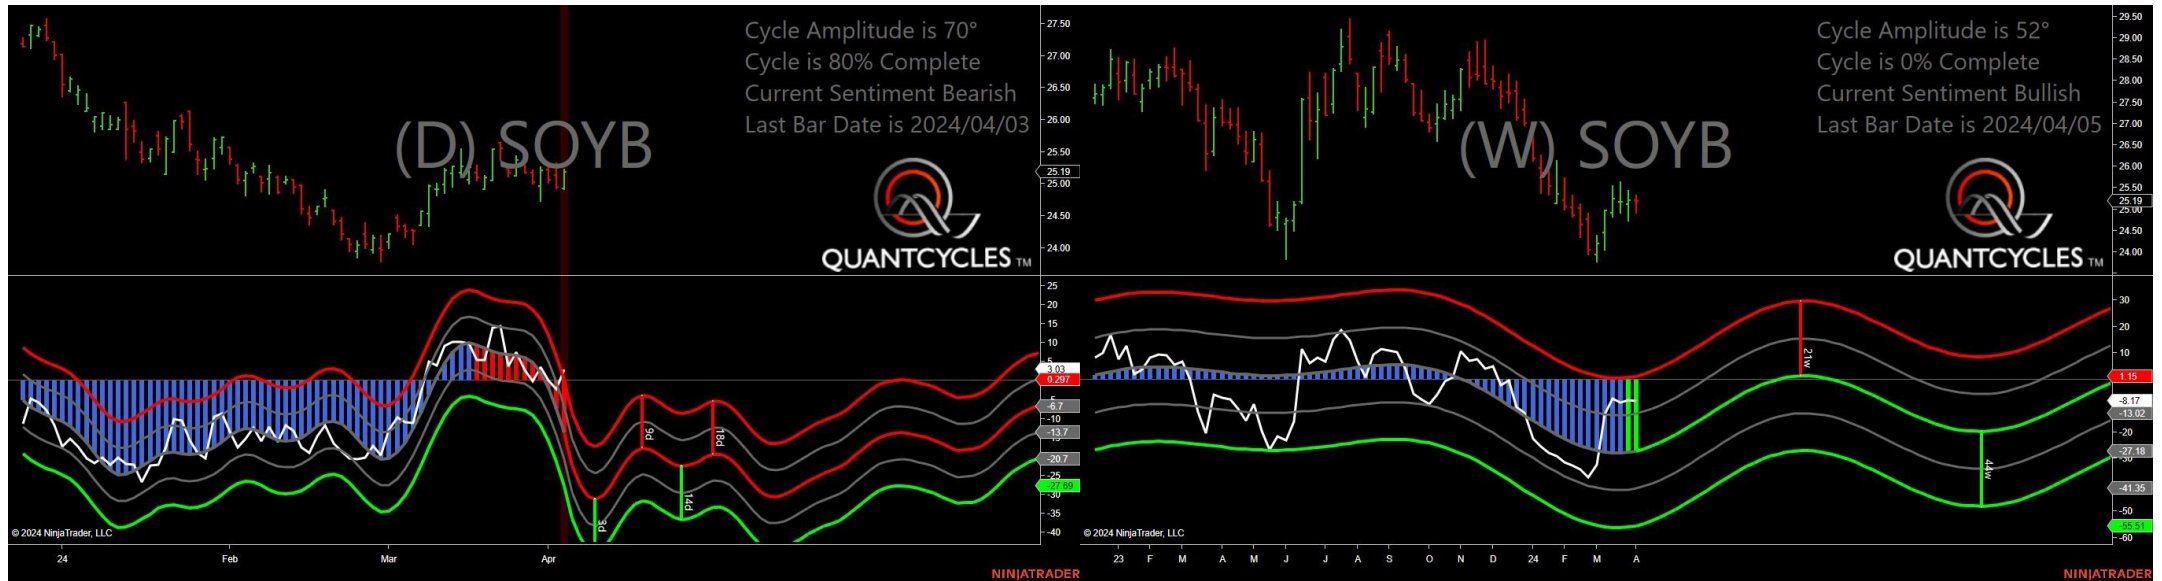 Cycle Amplitude is 70°
Cycle is 80% Complete
Current Sentiment Bearish
Last Bar Date is 2024/04/03
(D) SOYB
QUANTCYCLES TM
27.50
27.00
26.50
26.00
25.50
25.19
25.00
24.50
24.00
25
20
15
10
5
3.03
0.297
-6.7
-10
-13.7
-20.7
-27.69
-30
-35
-40
9d
18d
14d
3d
© 2024 NinjaTrader, LLC
24 Feb Mar Apr
NINJATRADER
Cycle Amplitude is 52°
Cycle is 0% Complete
Current Sentiment Bullish
Last Bar Date is 2024/04/05
(W) SOYB
QUANTCYCLES TM
29.50
29.00
28.50
28.00
27.50
27.00
26.50
26.00
25.50
25.19
25.00
24.50
24.00
30
20
10
1.15
-8.17
-13.02
-20
-27.18
-30
-41.35
-50
-55.51
-60
21w
44w
© 2024 NinjaTrader, LLC
23 F M A M J J A S O N D 24 F M A
NINJATRADER